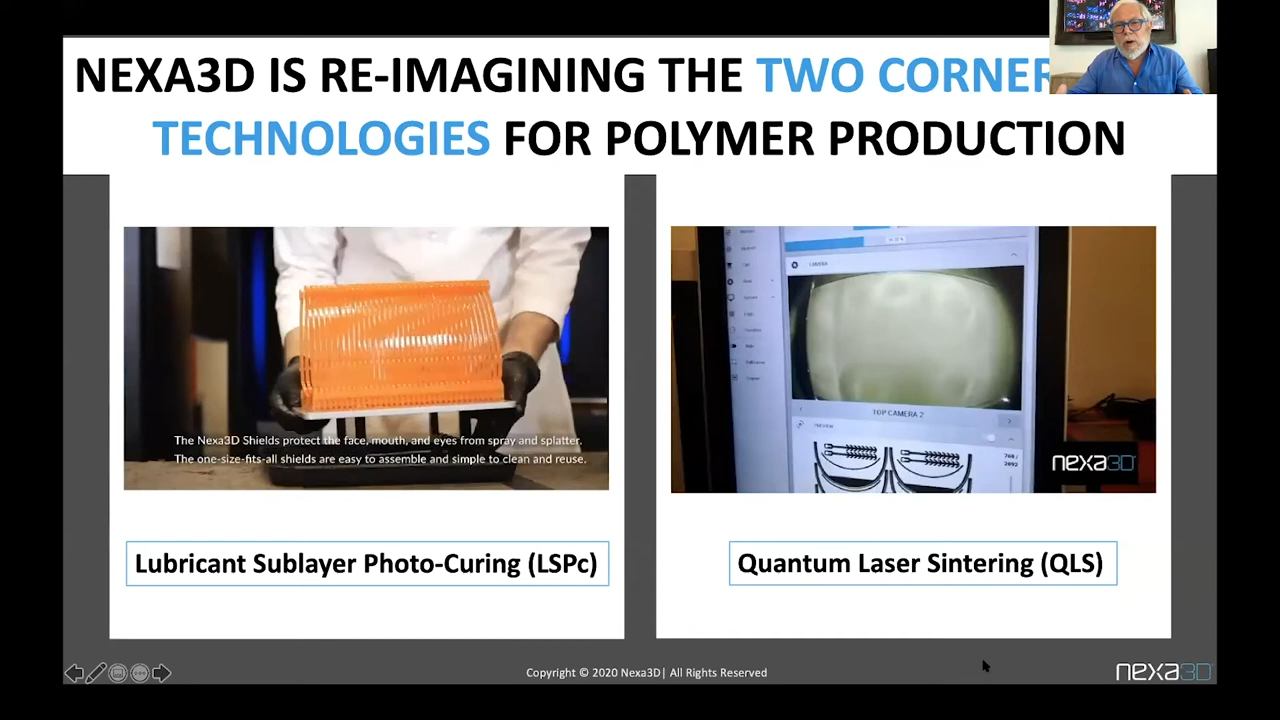 NEXA3D IS RE-IMAGINING THE TWO CORNER
TECHNOLOGIES FOR POLYMER PRODUCTION
The Nexa3D Shields protect the face, mouth, and eyes from spray and splatter.
The one-size-fits-all shields are easy to assemble and simple to clean and reuse.
CAMERA
TOP CAMERA 2
PREVIEW
nexa3D
Lubricant Sublayer Photo-Curing (LSPc)
Quantum Laser Sintering (QLS)
Copyright © 2020 Nexa3D| All Rights Reserved
nexa3D